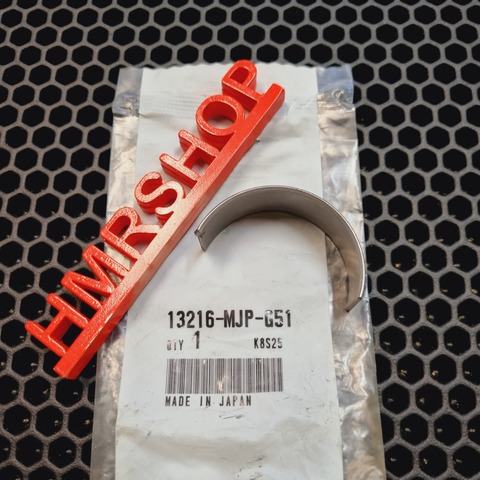 HMRSHOP
13216-MJP-G51
QTY 1 K8S25
MADE IN JAPAN